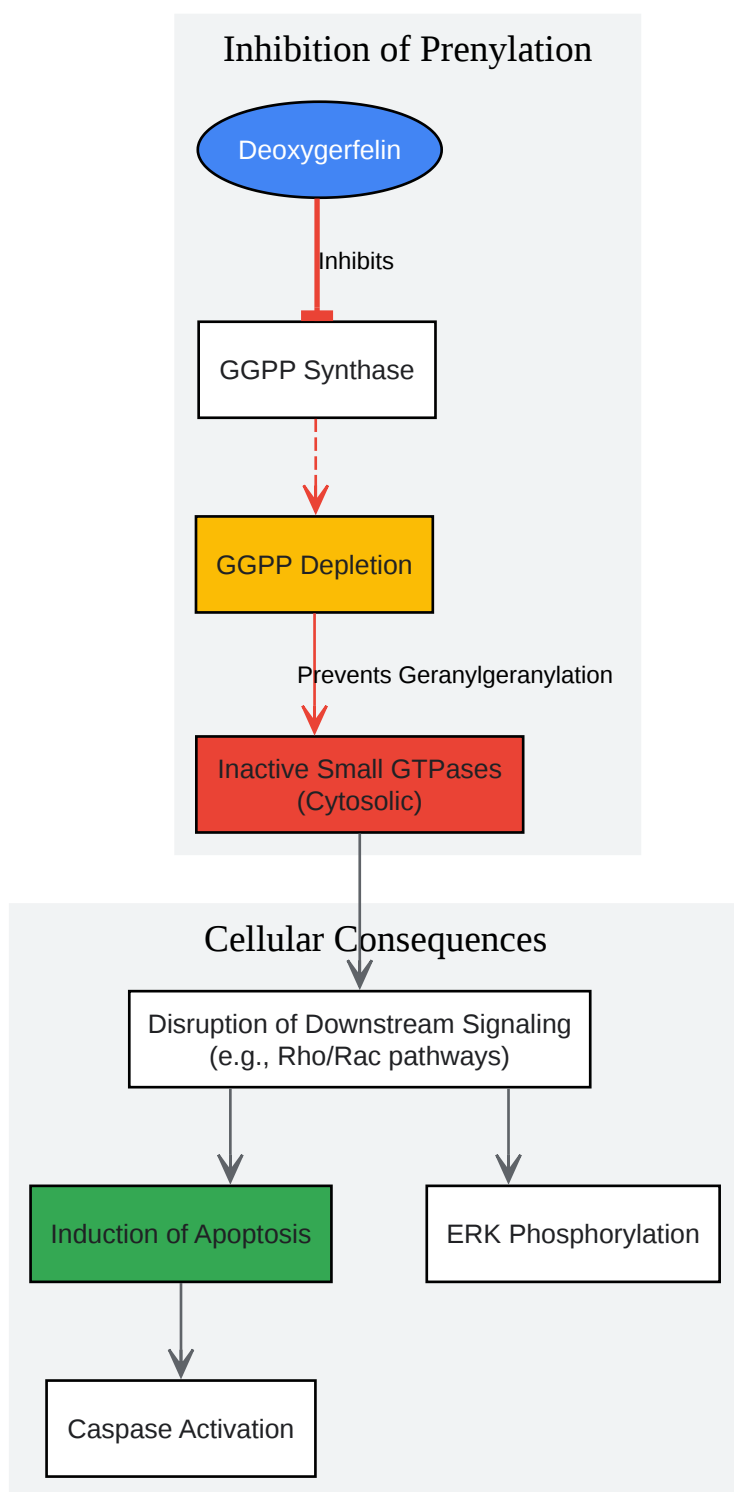 Inhibition of Prenylation
Deoxygerfelin
Inhibits
GGPP Synthase
GGPP Depletion
Prevents Geranylgeranylation
Inactive Small GTPases
(Cytosolic)
Cellular Consequences
Disruption of Downstream Signaling
(e.g., Rho/Rac pathways)
Induction of Apoptosis
ERK Phosphorylation
Caspase Activation